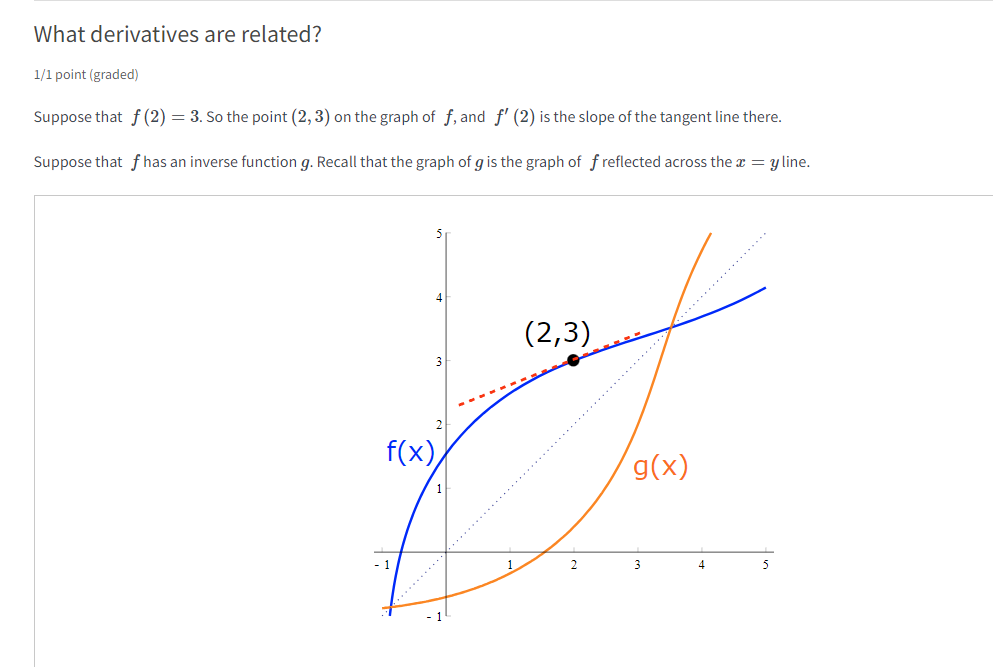 What derivatives are related?
1/1 point (graded)
Suppose that f (2) = 3. So the point (2, 3) on the graph of f, and f′ (2) is the slope of the tangent line there.
Suppose that f has an inverse function g. Recall that the graph of g is the graph of f reflected across the x = y line.
5
4
(2,3)
3
2
f(x)
g(x)
1
- 1 1 2 3 4 5
- 1